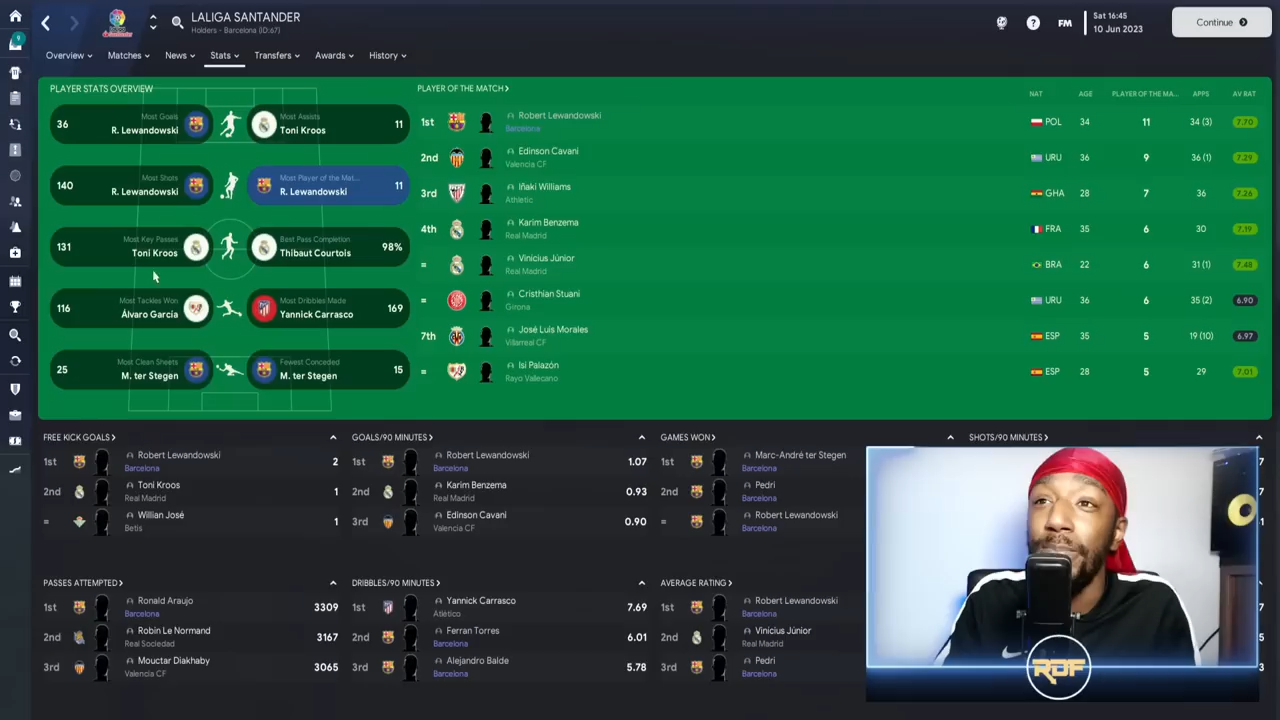 LALIGA SANTANDER
Holders - Barcelona (ID:67)
9
FM
Sat 16:45
10 Jun 2023
Continue
Overview
Matches
News
Stats
Transfers
Awards
History
PLAYER STATS OVERVIEW
36
Most Goals
R. Lewandowski
Most Assists
Toni Kroos
11
140
Most Shots
R. Lewandowski
Most Player of the Mat...
R. Lewandowski
11
131
Most Key Passes
Toni Kroos
Best Pass Completion
Thibaut Courtois
98%
116
Most Tackles Won
Álvaro García
Most Dribbles Made
Yannick Carrasco
169
25
Most Clean Sheets
M. ter Stegen
Fewest Conceded
M. ter Stegen
15
PLAYER OF THE MATCH
NAT AGE PLAYER OF THE MA... APPS AV RAT
1st Robert Lewandowski POL 34 11 34 (3) 7.70
Barcelona
2nd Edinson Cavani URU 36 9 36 (1) 7.29
Valencia CF
3rd Iñaki Williams GHA 28 7 36 7.26
Athletic
4th Karim Benzema FRA 35 6 30 7.19
Real Madrid
= Vinícius Júnior BRA 22 6 31 (1) 7.48
Real Madrid
= Cristhian Stuani URU 36 6 35 (2) 6.90
Girona
7th José Luis Morales ESP 35 5 19 (10) 6.97
Villarreal CF
= Isi Palazón ESP 28 5 29 7.01
Rayo Vallecano
FREE KICK GOALS
1st Robert Lewandowski 2
Barcelona
2nd Toni Kroos 1
Real Madrid
= Willian José 1
Betis
GOALS/90 MINUTES
1st Robert Lewandowski 1.07
Barcelona
2nd Karim Benzema 0.93
Real Madrid
3rd Edinson Cavani 0.90
Valencia CF
GAMES WON
1st Marc-André ter Stegen
Barcelona
2nd Pedri
Barcelona
= Robert Lewandowski
Barcelona
SHOTS/90 MINUTES
PASSES ATTEMPTED
1st Ronald Araujo 3309
Barcelona
2nd Robin Le Normand 3167
Real Sociedad
3rd Mouctar Diakhaby 3065
Valencia CF
DRIBBLES/90 MINUTES
1st Yannick Carrasco 7.69
Atlético
2nd Ferran Torres 6.01
Barcelona
3rd Alejandro Balde 5.78
Barcelona
AVERAGE RATING
1st Robert Lewandowski
Barcelona
2nd Vinícius Júnior
Real Madrid
3rd Pedri
Barcelona
RDF